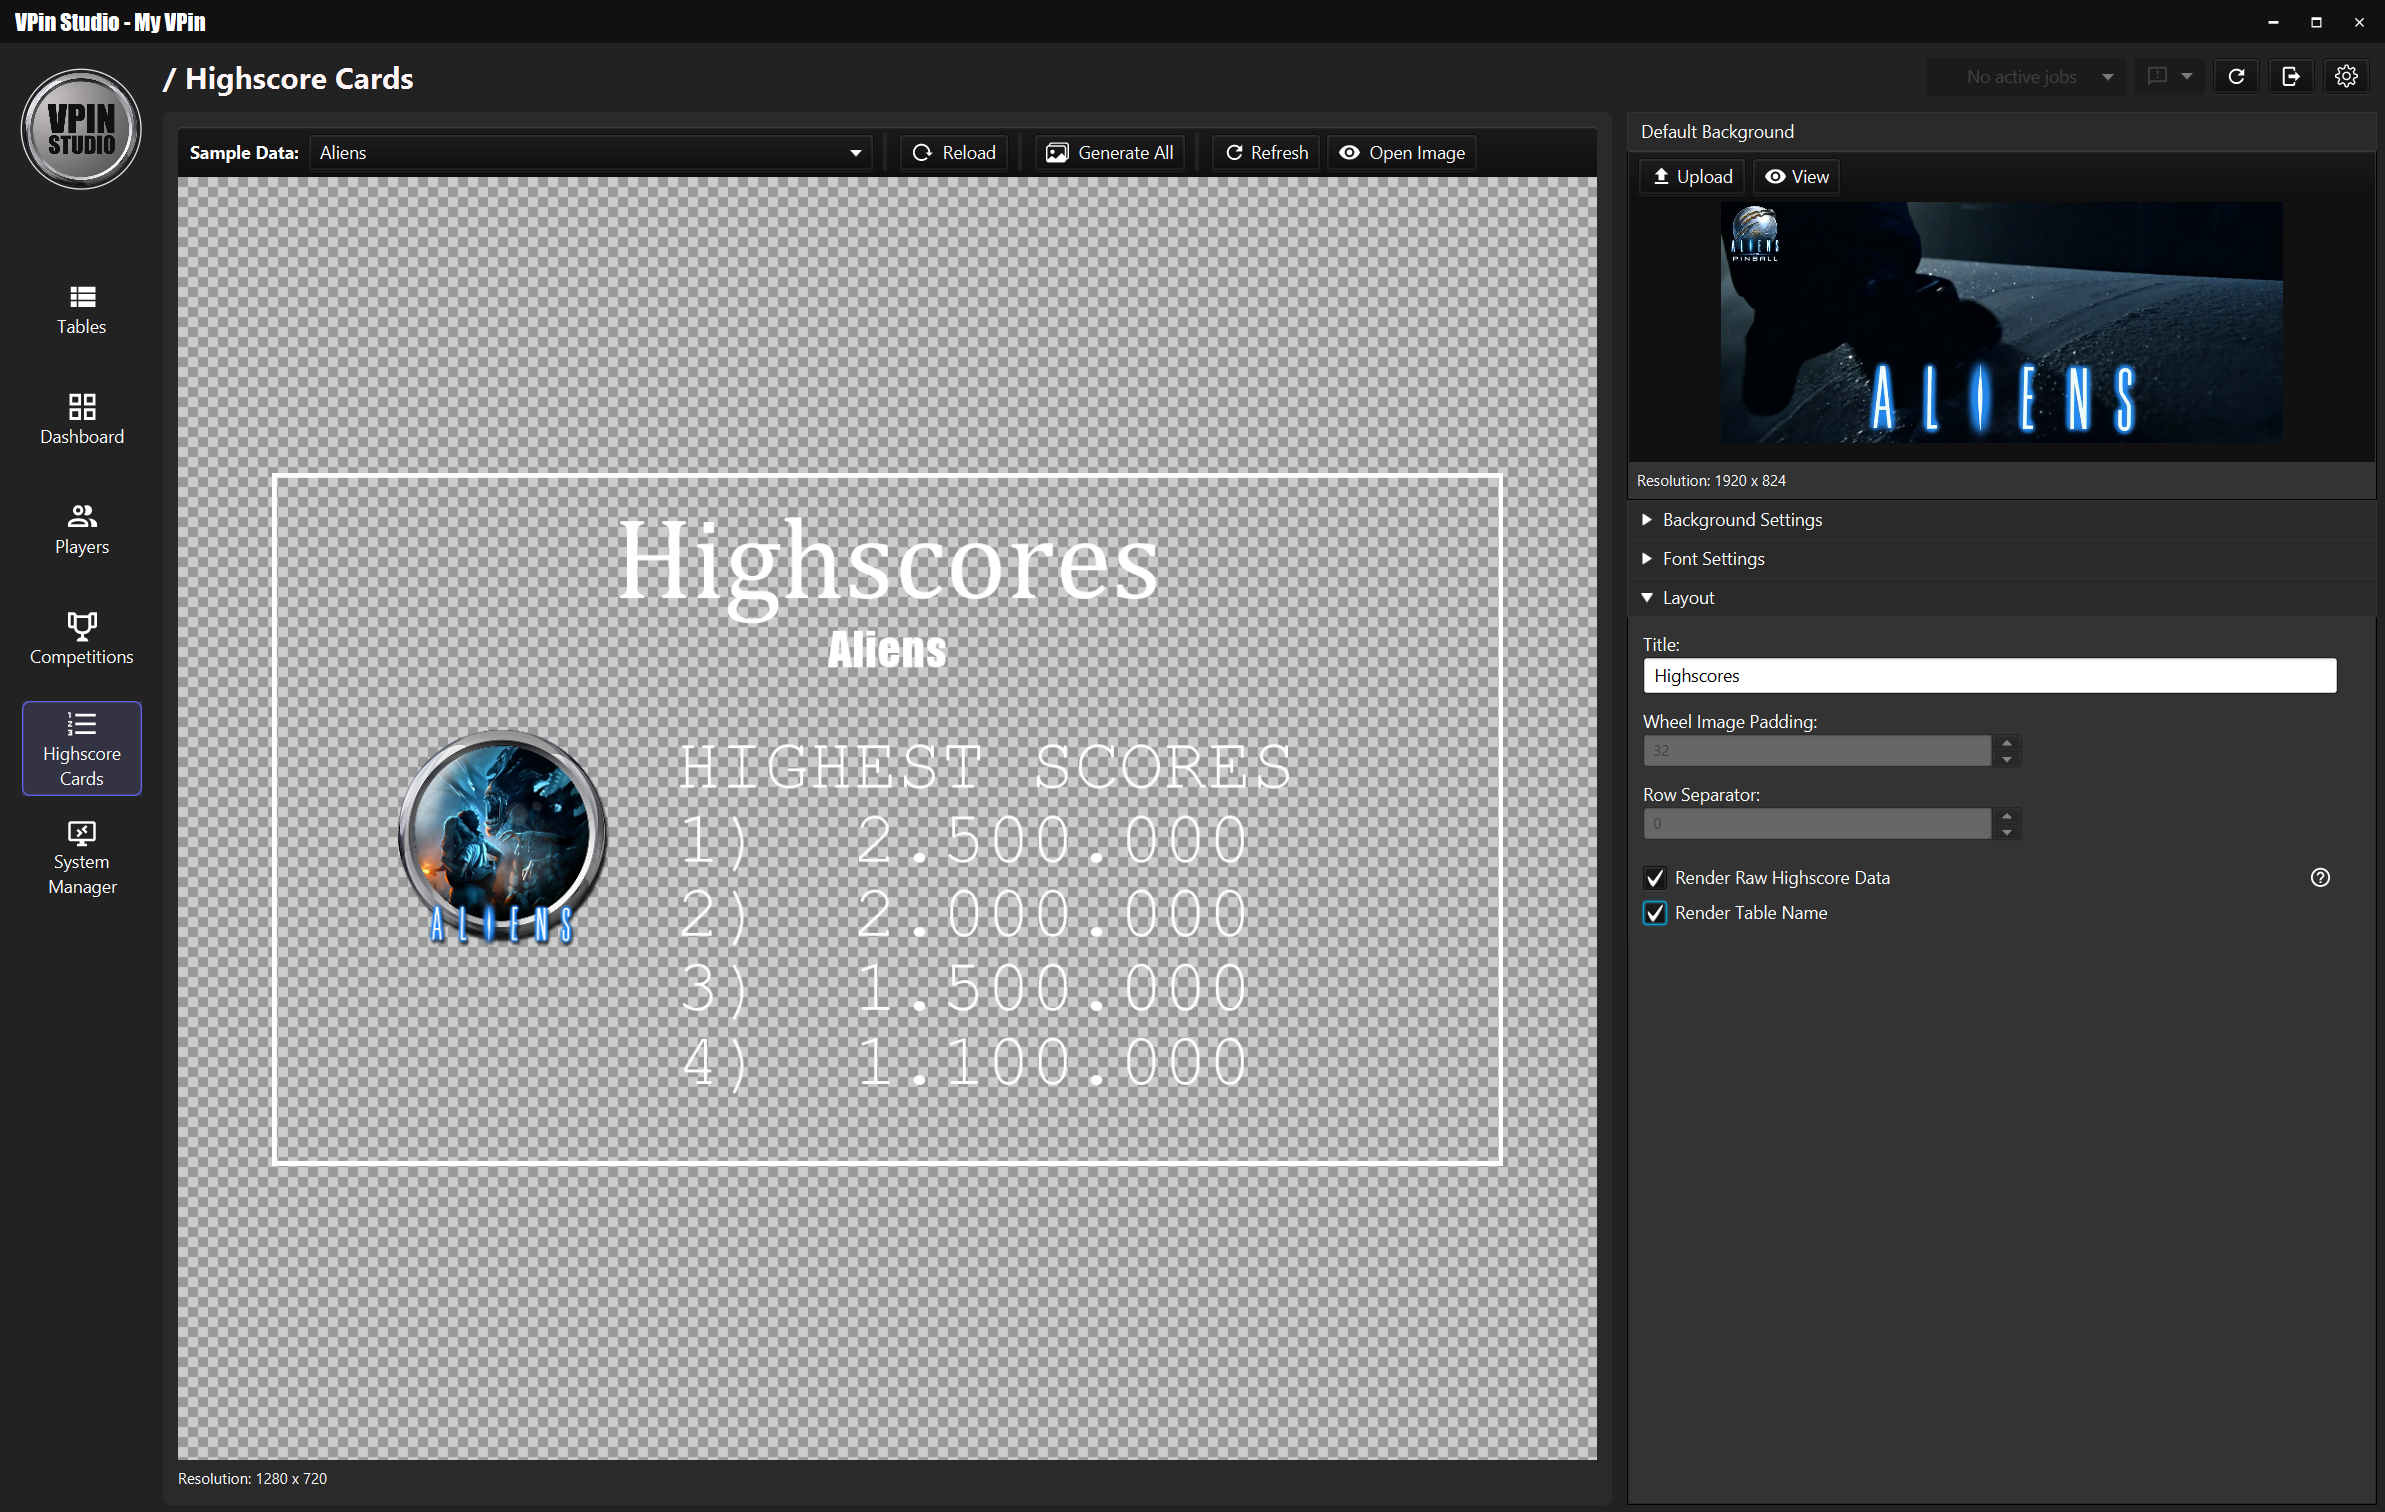 VPin Studio - My VPin
VPIN
STUDIO
/ Highscore Cards
No active jobs
Tables
Dashboard
Players
Competitions
Highscore
Cards
System
Manager
Sample Data: Aliens Reload Generate All Refresh Open Image
Highscores
Aliens
HIGHEST SCORES
1) 2.500.000
2) 2.000.000
3) 1.500.000
4) 1.100.000
ALIENS
Resolution: 1280 x 720
Default Background
Upload View
ALIENS
PINBALL
ALIENS
Resolution: 1920 x 824
Background Settings
Font Settings
Layout
Title:
Highscores
Wheel Image Padding:
32
Row Separator:
0
Render Raw Highscore Data
Render Table Name